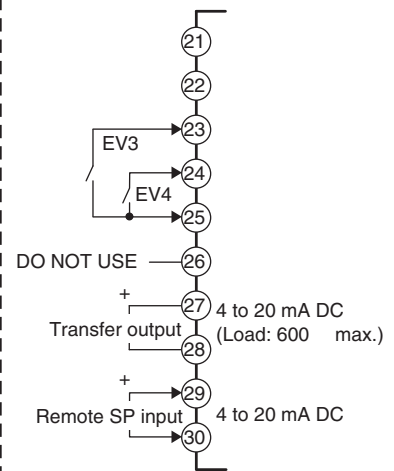 21
22
23
EV3
24
EV4
25
DO NOT USE
26
+
27
4 to 20 mA DC
Transfer output
(Load: 600 max.)
28
+
29
Remote SP input
4 to 20 mA DC
30